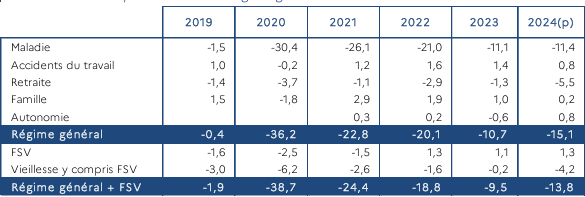 2019 2020 2021 2022 2023 2024(p)
Maladie -1,5 -30,4 -26,1 -21,0 -11,1 -11,4
Accidents du travail 1,0 -0,2 1,2 1,6 1,4 0,8
Retraite -1,4 -3,7 -1,1 -2,9 -1,3 -5,5
Famille 1,5 -1,8 2,9 1,9 1,0 0,2
Autonomie 0,3 0,2 -0,6 0,8
Régime général -0,4 -36,2 -22,8 -20,1 -10,7 -15,1
FSV -1,6 -2,5 -1,5 1,3 1,1 1,3
Vieillesse y compris FSV -3,0 -6,2 -2,6 -1,6 -0,2 -4,2
Régime général + FSV -1,9 -38,7 -24,4 -18,8 -9,5 -13,8